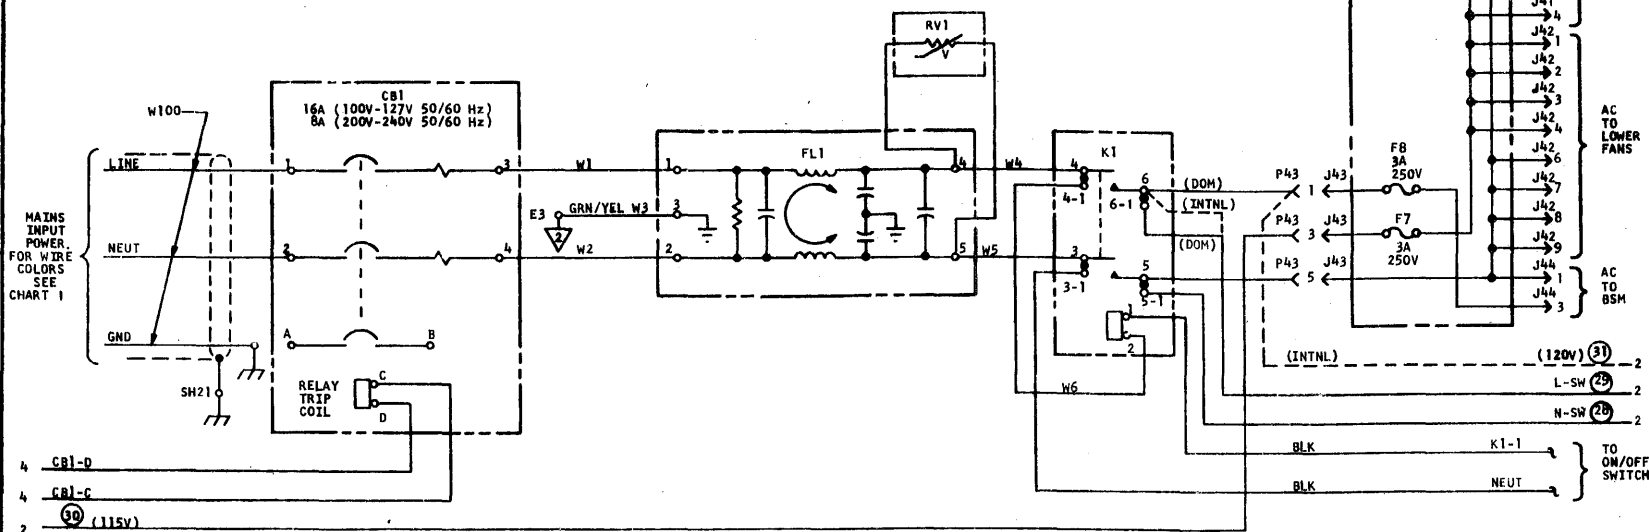 J41
4
J42
1
J42
2
J42
3
J42
4
J42
6
J42
7
J42
8
J42
9
J44
1
J44
3
AC
TO
LOWER
FANS
AC
TO
BSM
RV1
V
W100
CB1
16A (100V-127V 50/60 Hz)
8A (200V-240V 50/60 Hz)
LINE
1
3
W1
1
FL1
4
W4
4
K1
4-1
6
6-1
(DOM)
(INTNL)
(DOM)
P43
1
J43
F8
3A
250V
P43
3
J43
F7
3A
250V
P43
5
J43
MAINS
INPUT
POWER.
FOR WIRE
COLORS
SEE
CHART 1
E3
2
GRN/YEL W3
3
NEUT
2
4
W2
2
5
W5
3
3-1
5
5-1
1
2
GND
A
B
SH21
RELAY
TRIP
COIL
C
D
W6
(INTNL)
(120V) 31
2
L-SW 29
2
N-SW 28
2
BLK
K1-1
BLK
NEUT
TO
ON/OFF
SWITCH
4 CB1-D
4 CB1-C
30 (115V)
2